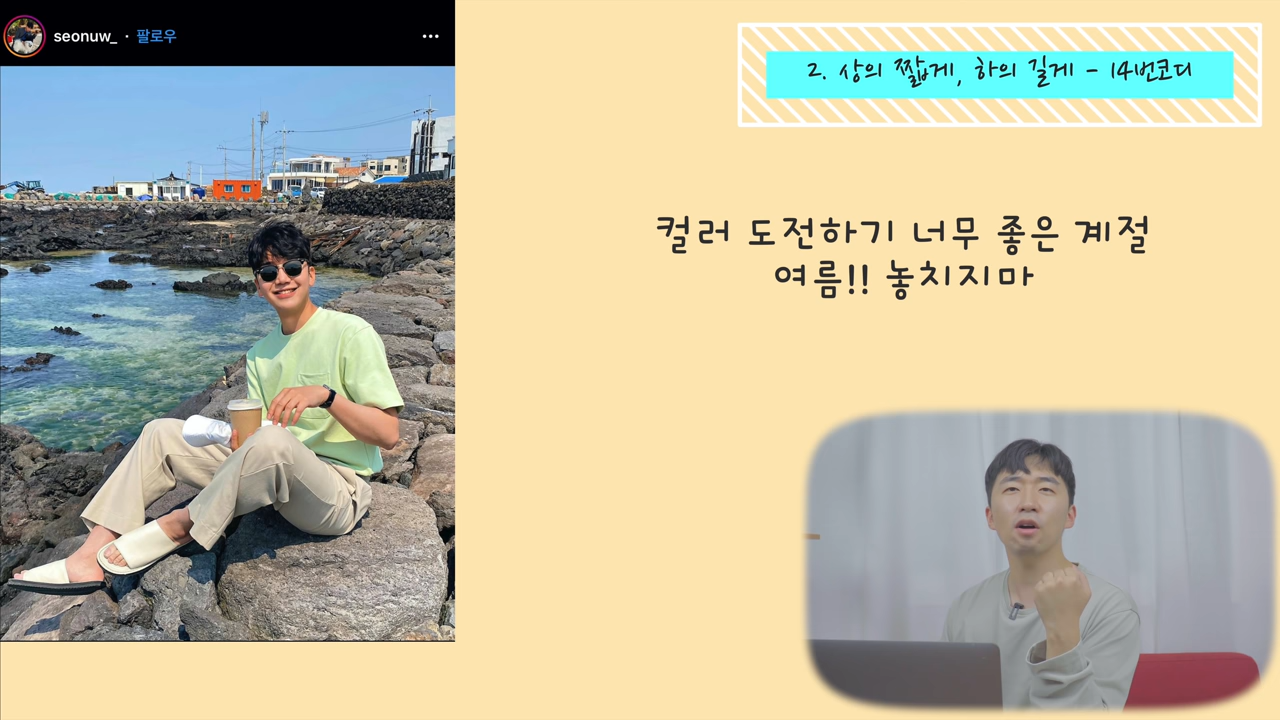 seonuw_ · 팔로우
2. 상의 짧게, 하의 길게 - 14번코디
컬러 도전하기 너무 좋은 계절
여름!! 놓치지마